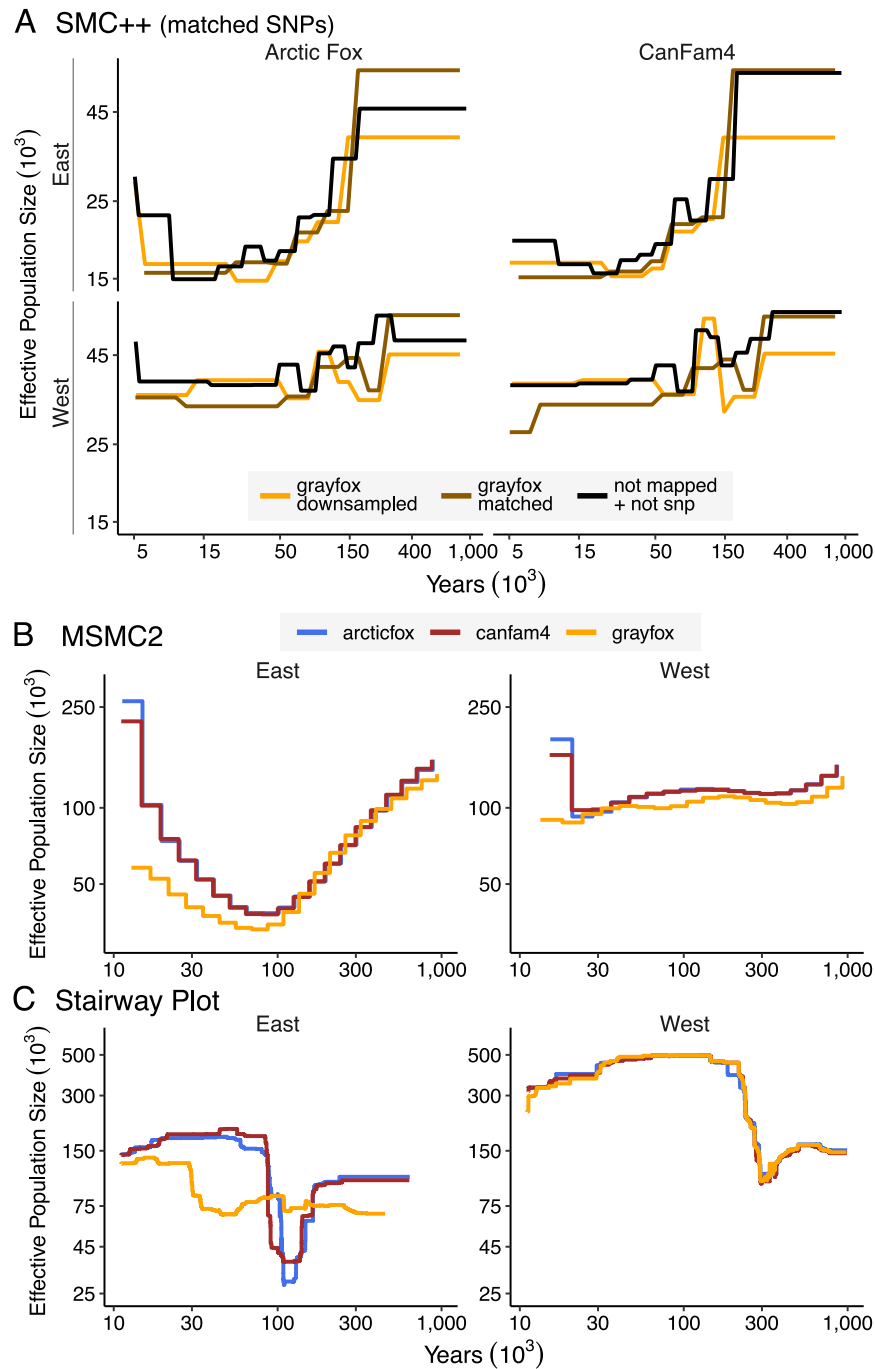 A SMC++ (matched SNPs)
Arctic Fox
CanFam4
Effective Population Size (10³)
East
45
25
15
West
45
25
15
grayfox downsampled
grayfox matched
not mapped + not snp
5 15 50 150 400 1,000
5 15 50 150 400 1,000
Years (10³)
B MSMC2
arcticfox canfam4 grayfox
East
West
Effective Population Size (10³)
250
100
50
250
100
50
10 30 100 300 1,000
10 30 100 300 1,000
C Stairway Plot
East
West
Effective Population Size (10³)
500
300
150
75
45
25
500
300
150
75
45
25
10 30 100 300 1,000
10 30 100 300 1,000
Years (10³)